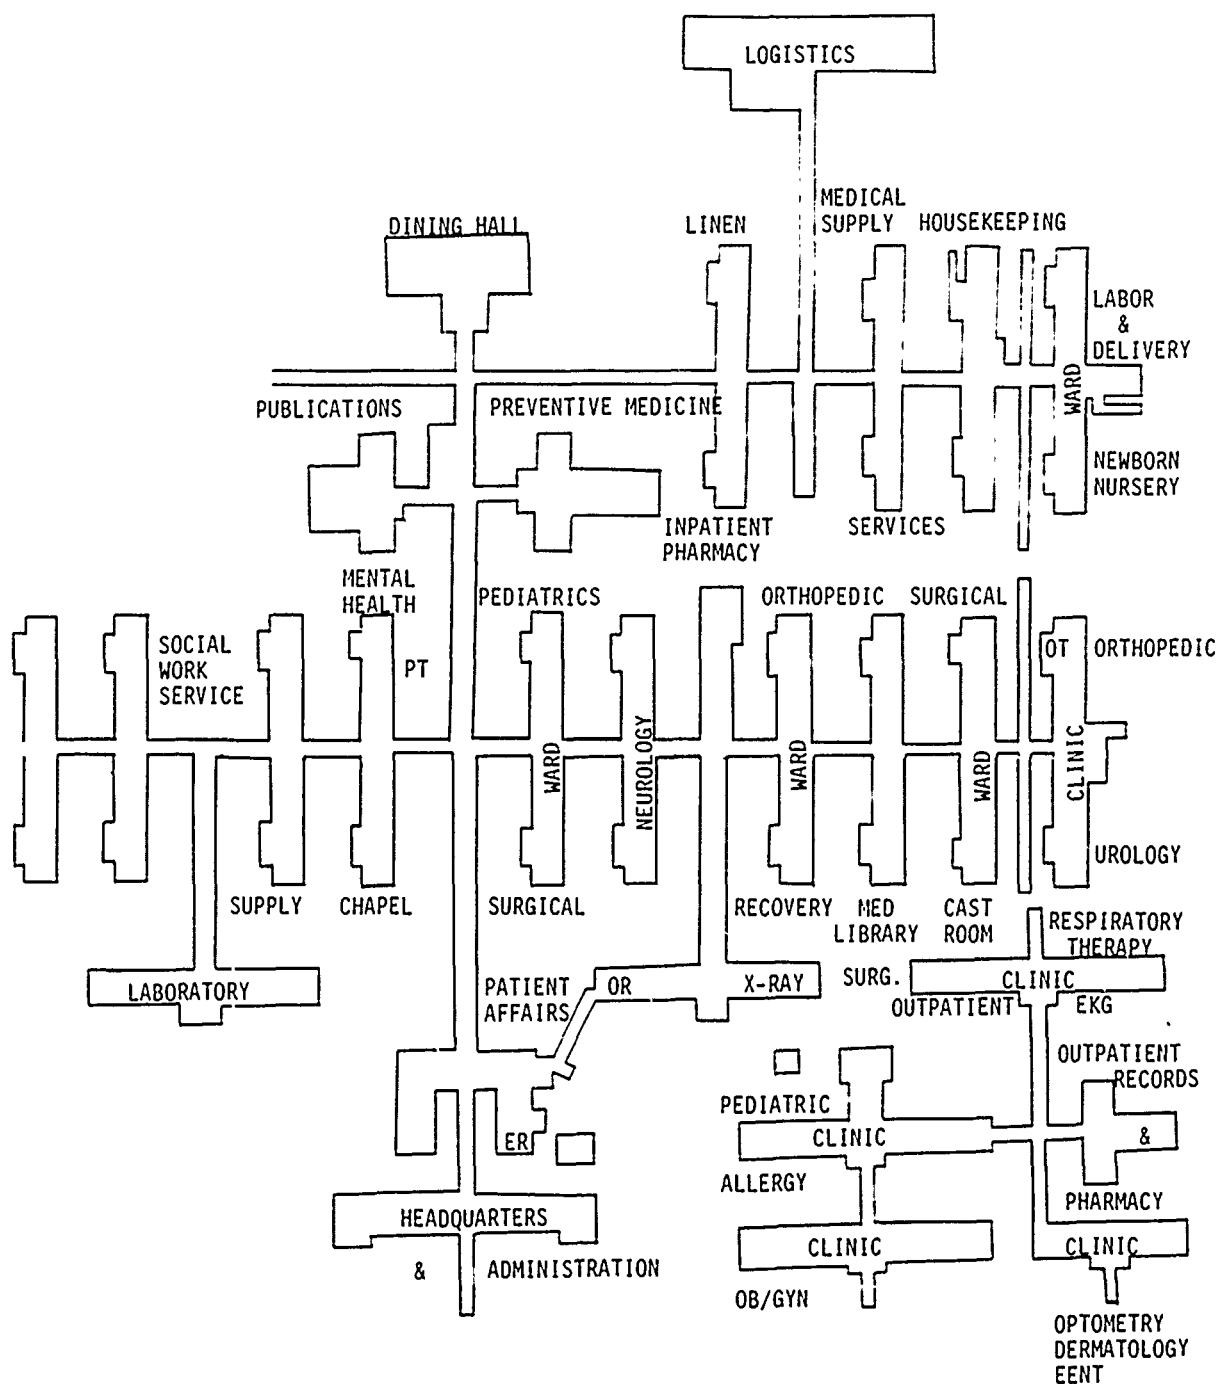 LOGISTICS
MEDICAL
SUPPLY
HOUSEKEEPING
DINING HALL
LINEN
LABOR
&
DELIVERY
WARD
PUBLICATIONS
PREVENTIVE MEDICINE
NEWBORN
NURSERY
INPATIENT
PHARMACY
SERVICES
MENTAL
HEALTH
PEDIATRICS
ORTHOPEDIC
SURGICAL
SOCIAL
WORK
SERVICE
PT
OT
ORTHOPEDIC
WARD
NEUROLOGY
WARD
WARD
CLINIC
UROLOGY
SUPPLY
CHAPEL
SURGICAL
RECOVERY
MED
LIBRARY
CAST
ROOM
RESPIRATORY
THERAPY
LABORATORY
PATIENT
AFFAIRS
OR
X-RAY
SURG.
CLINIC
OUTPATIENT
EKG
OUTPATIENT
RECORDS
&
PHARMACY
PEDIATRIC
CLINIC
ALLERGY
ER
HEADQUARTERS
&
ADMINISTRATION
CLINIC
OB/GYN
CLINIC
OPTOMETRY
DERMATOLOGY
EENT